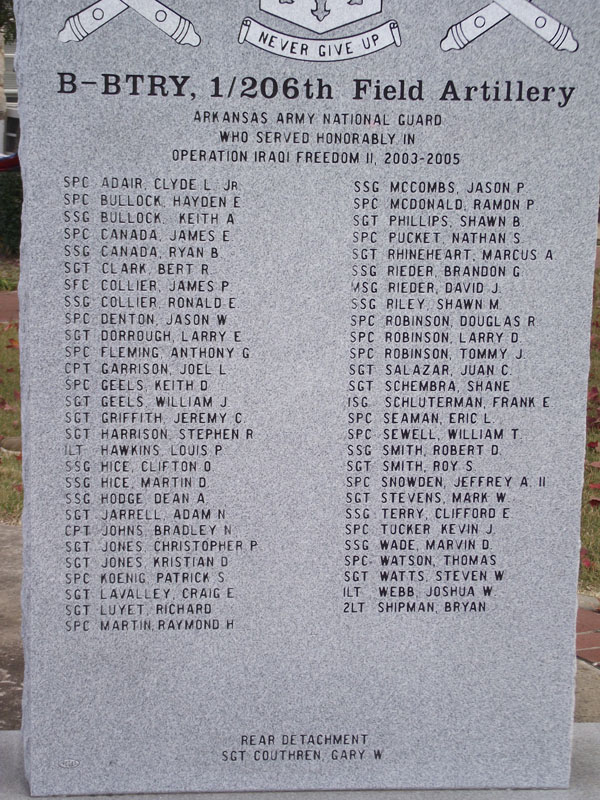 NEVER GIVE UP
B-BTRY, 1/206th Field Artillery
ARKANSAS ARMY NATIONAL GUARD
WHO SERVED HONORABLY IN
OPERATION IRAQI FREEDOM II, 2003-2005
SPC ADAIR, CLYDE L. JR.
SPC BULLOCK, HAYDEN E.
SSG BULLOCK, KEITH A.
SPC CANADA, JAMES E.
SSG CANADA, RYAN B.
SGT CLARK, BERT R.
SFC COLLIER, JAMES P.
SSG COLLIER, RONALD E.
SPC DENTON, JASON W.
SGT DORROUGH, LARRY E.
SPC FLEMING, ANTHONY G.
CPT GARRISON, JOEL L.
SPC GEELS, KEITH D.
SGT GEELS, WILLIAM J.
SGT GRIFFITH, JEREMY C.
SGT HARRISON, STEPHEN R.
1LT HAWKINS, LOUIS P.
SSG HICE, CLIFTON O.
SSG HICE, MARTIN D.
SSG HODGE, DEAN A.
SGT JARRELL, ADAM N.
CPT JOHNS, BRADLEY N.
SGT JONES, CHRISTOPHER P.
SGT JONES, KRISTIAN D.
SPC KOENIG, PATRICK S.
SGT LAVALLEY, CRAIG E.
SGT LUYET, RICHARD
SPC MARTIN, RAYMOND H.
SSG MCCOMBS, JASON P.
SPC MCDONALD, RAMON P.
SGT PHILLIPS, SHAWN B.
SPC PUCKET, NATHAN S.
SGT RHINEHEART, MARCUS A.
SSG RIEDER, BRANDON G.
MSG RIEDER, DAVID J.
SSG RILEY, SHAWN M.
SPC ROBINSON, DOUGLAS R.
SPC ROBINSON, LARRY D.
SPC ROBINSON, TOMMY J.
SGT SALAZAR, JUAN C.
SGT SCHEMBRA, SHANE
1SG. SCHLUTERMAN, FRANK E.
SPC SEAMAN, ERIC L.
SPC SEWELL, WILLIAM T.
SSG SMITH, ROBERT D.
SGT SMITH, ROY S.
SPC SNOWDEN, JEFFREY A. II
SGT STEVENS, MARK W.
SSG TERRY, CLIFFORD E.
SPC TUCKER KEVIN J.
SSG WADE, MARVIN D.
SPC WATSON, THOMAS
SGT WATTS, STEVEN W.
1LT WEBB, JOSHUA W.
2LT SHIPMAN, BRYAN
REAR DETACHMENT
SGT COUTHREN, GARY W.